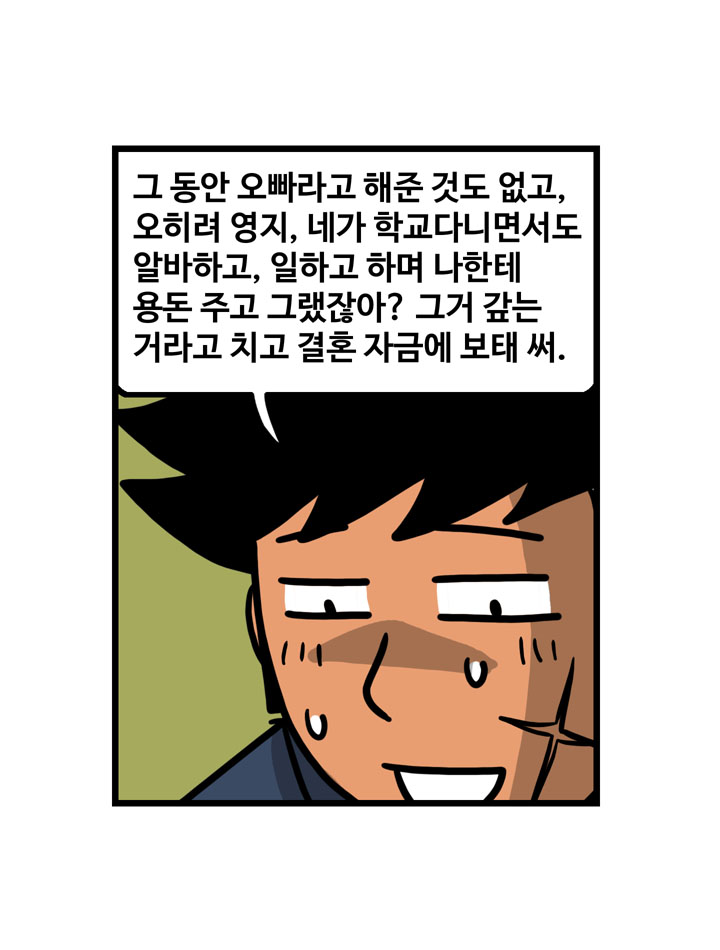 그 동안 오빠라고 해준 것도 없고,
오히려 영지, 네가 학교다니면서도
알바하고, 일하고 하며 나한테
용돈 주고 그랬잖아? 그거 갚는
거라고 치고 결혼 자금에 보태 써.